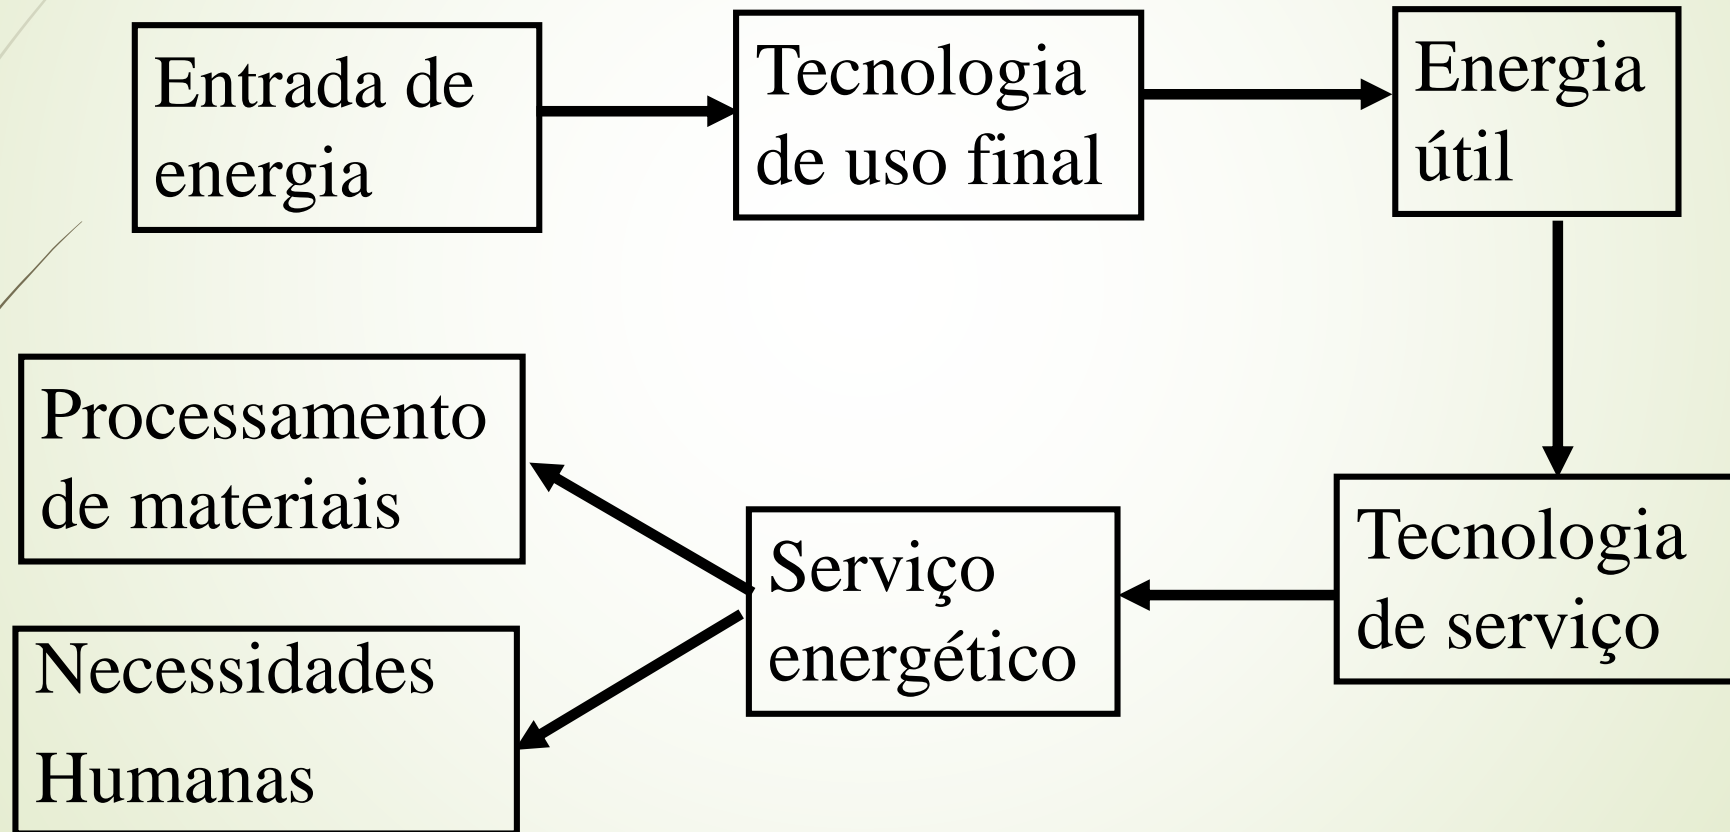 Entrada de
energia
Tecnologia
de uso final
Energia
útil
Processamento
de materiais
Serviço
energético
Tecnologia
de serviço
Necessidades
Humanas